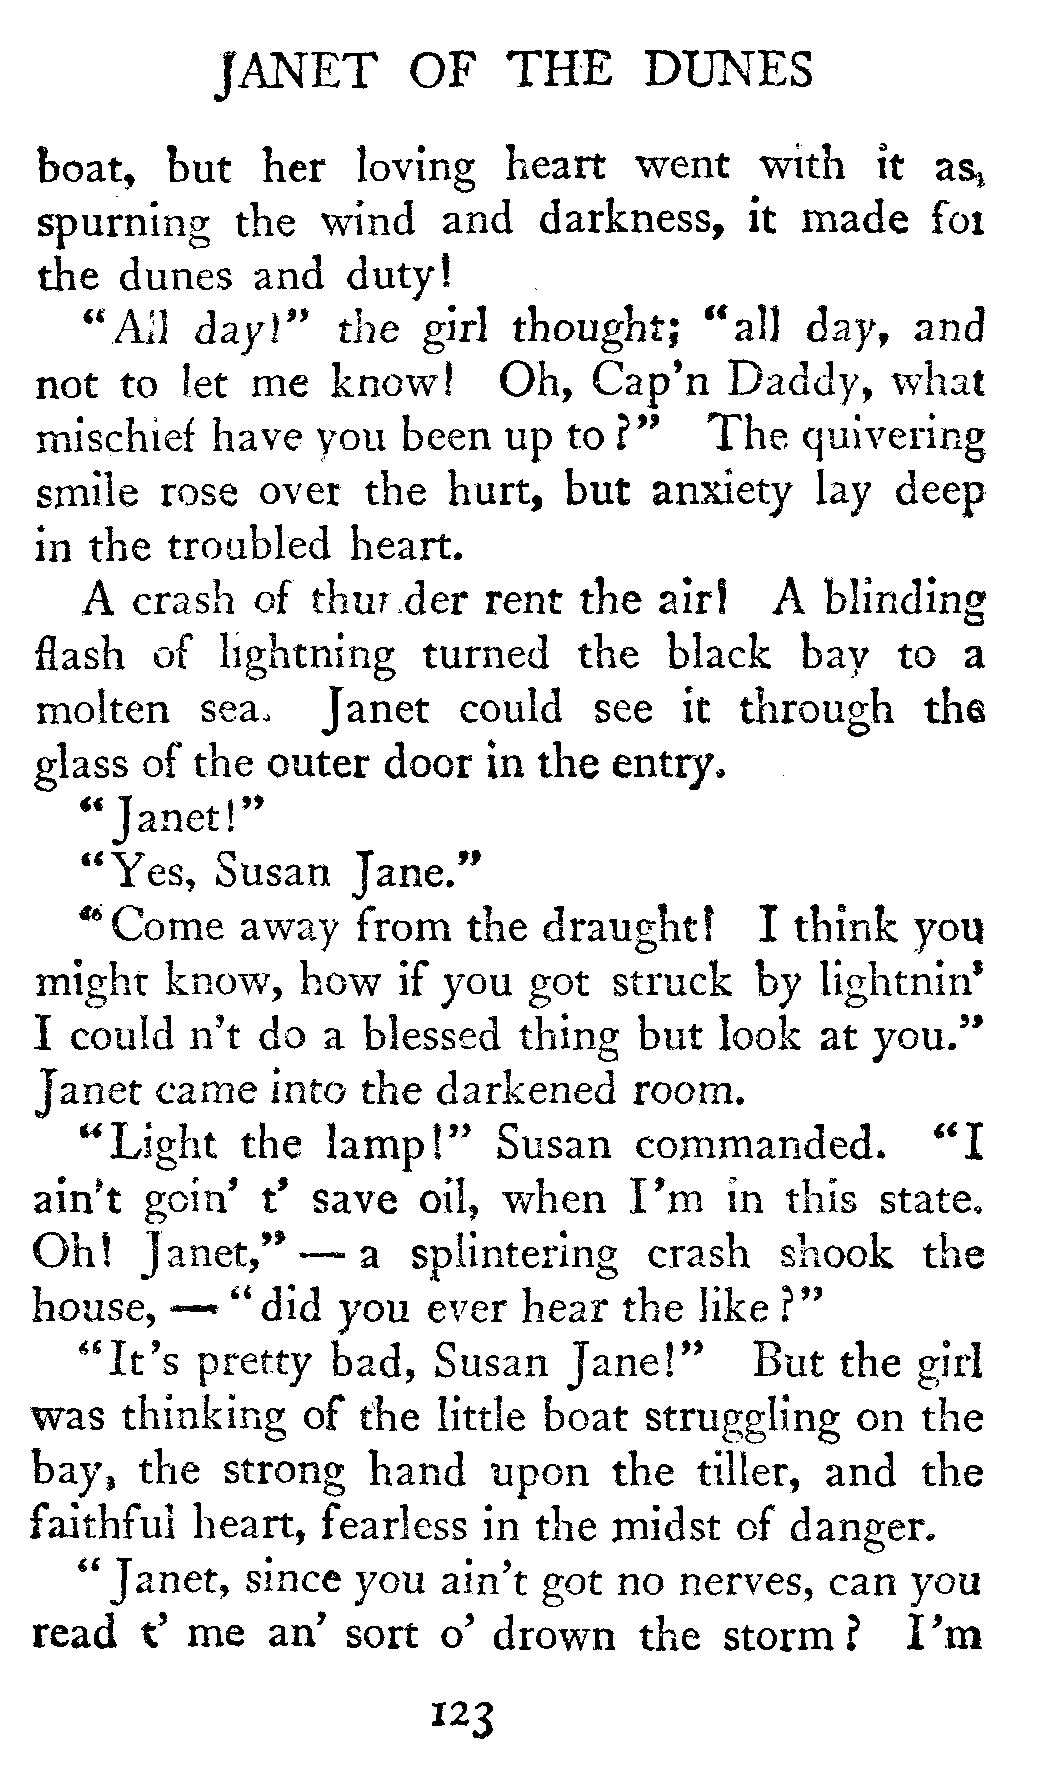 JANET OF THE DUNES
boat, but her loving heart went with it as,
spurning the wind and darkness, it made for
the dunes and duty!
"All day!" the girl thought; "all day, and
not to let me know! Oh, Cap'n Daddy, what
mischief have you been up to?" The quivering
smile rose over the hurt, but anxiety lay deep
in the troubled heart.
A crash of thunder rent the air! A blinding
flash of lightning turned the black bay to a
molten sea. Janet could see it through the
glass of the outer door in the entry.
"Janet!"
"Yes, Susan Jane."
"Come away from the draught! I think you
might know, how if you got struck by lightnin'
I could n't do a blessed thing but look at you."
Janet came into the darkened room.
"Light the lamp!" Susan commanded. "I
ain't goin' t' save oil, when I'm in this state.
Oh! Janet," — a splintering crash shook the
house, — "did you ever hear the like?"
"It's pretty bad, Susan Jane!" But the girl
was thinking of the little boat struggling on the
bay, the strong hand upon the tiller, and the
faithful heart, fearless in the midst of danger.
"Janet, since you ain't got no nerves, can you
read t' me an' sort o' drown the storm? I'm
123